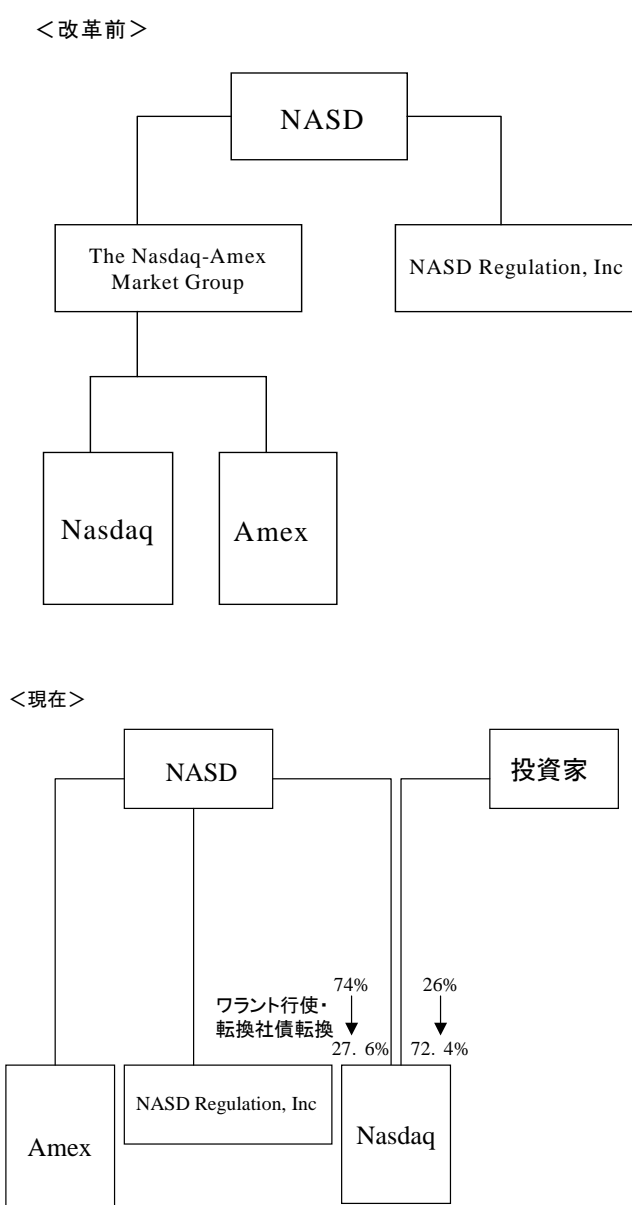 ＜改革前＞
NASD
The Nasdaq-Amex
Market Group
NASD Regulation, Inc
Nasdaq
Amex
＜現在＞
NASD
投資家
74%
26%
ワラント行使・
転換社債転換
27. 6%
72. 4%
Amex
NASD Regulation, Inc
Nasdaq